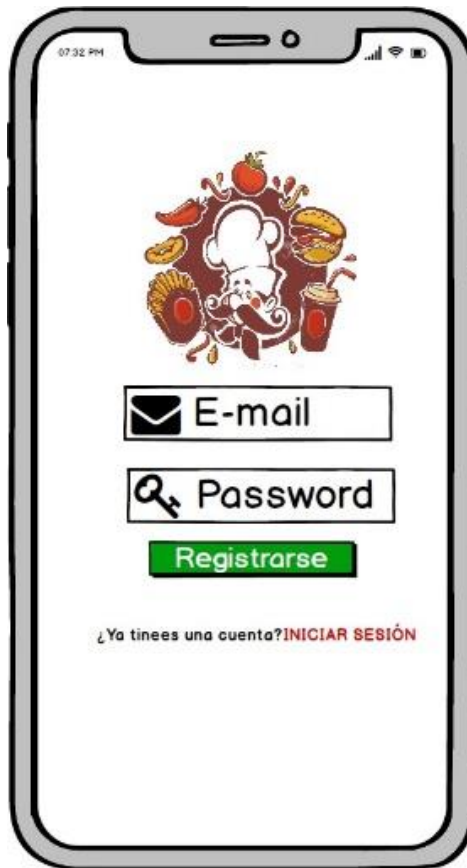 07:32 PM
E-mail
Password
Registrarse
¿Ya tinees una cuenta?INICIAR SESIÓN